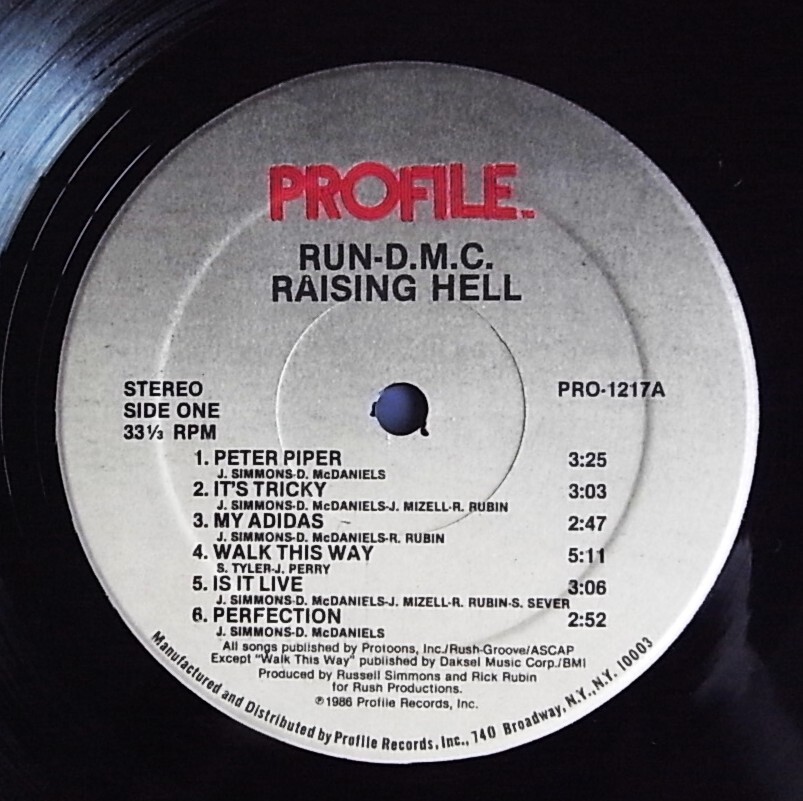 PROFILE™
RUN-D.M.C.
RAISING HELL
STEREO
SIDE ONE
33⅓ RPM
PRO-1217A
1. PETER PIPER 3:25
J. SIMMONS-D. McDANIELS
2. IT'S TRICKY 3:03
J. SIMMONS-D. McDANIELS-J. MIZELL-R. RUBIN
3. MY ADIDAS 2:47
J. SIMMONS-D. McDANIELS-R. RUBIN
4. WALK THIS WAY 5:11
S. TYLER-J. PERRY
5. IS IT LIVE 3:06
J. SIMMONS-D. McDANIELS-J. MIZELL-R. RUBIN-S. SEVER
6. PERFECTION 2:52
J. SIMMONS-D. McDANIELS
All songs published by Protoons, Inc./Rush-Groove/ASCAP
Except "Walk This Way" published by Daksel Music Corp./BMI
Produced by Russell Simmons and Rick Rubin
for Rush Productions.
℗1986 Profile Records, Inc.
Manufactured and Distributed by Profile Records, Inc., 740 Broadway, N.Y., N.Y. 10003